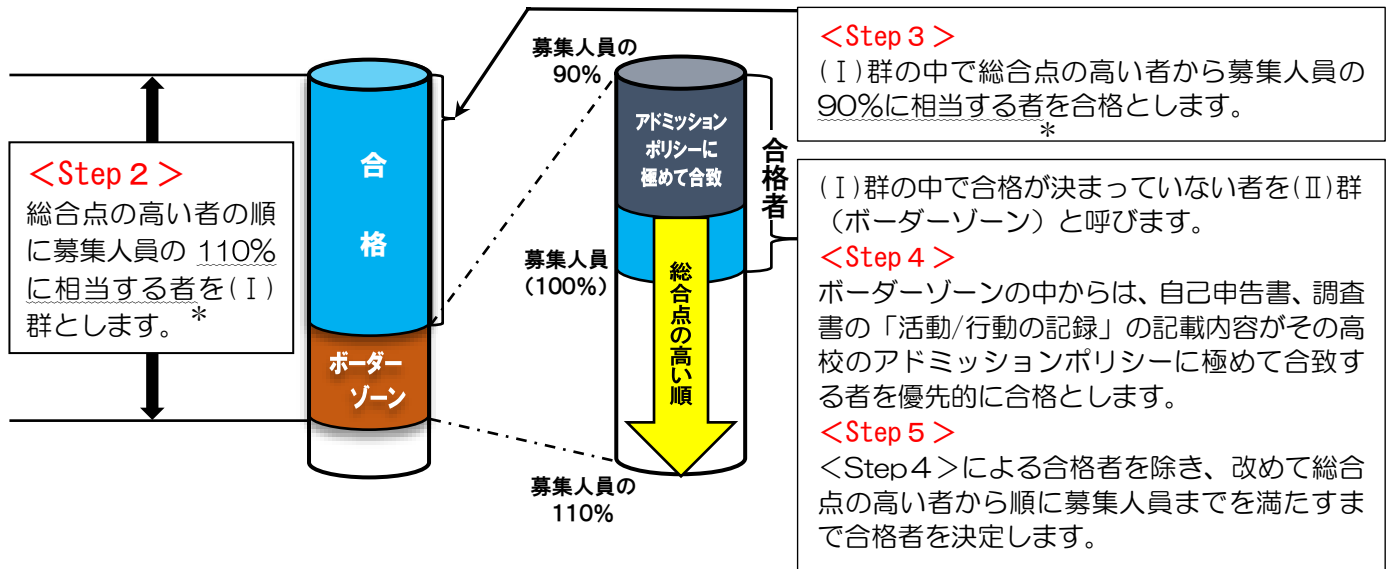 <Step2>
総合点の高い者の順
に募集人員の 110%
に相当する者を(Ⅰ)
群とします。 *
合
格
ボーダー
ゾーン
募集人員の
90%
アドミッション
ポリシーに
極めて合致
合格者
募集人員
(100%)
総合点の高い順
募集人員の
110%
<Step3>
(Ⅰ)群の中で総合点の高い者から募集人員の
90%に相当する者を合格とします。
*
(Ⅰ)群の中で合格が決まっていない者を(Ⅱ)群
(ボーダーゾーン)と呼びます。
<Step4>
ボーダーゾーンの中からは、自己申告書、調査
書の「活動/行動の記録」の記載内容がその高
校のアドミッションポリシーに極めて合致す
る者を優先的に合格とします。
<Step5>
<Step4>による合格者を除き、改めて総合
点の高い者から順に募集人員までを満たすま
で合格者を決定します。